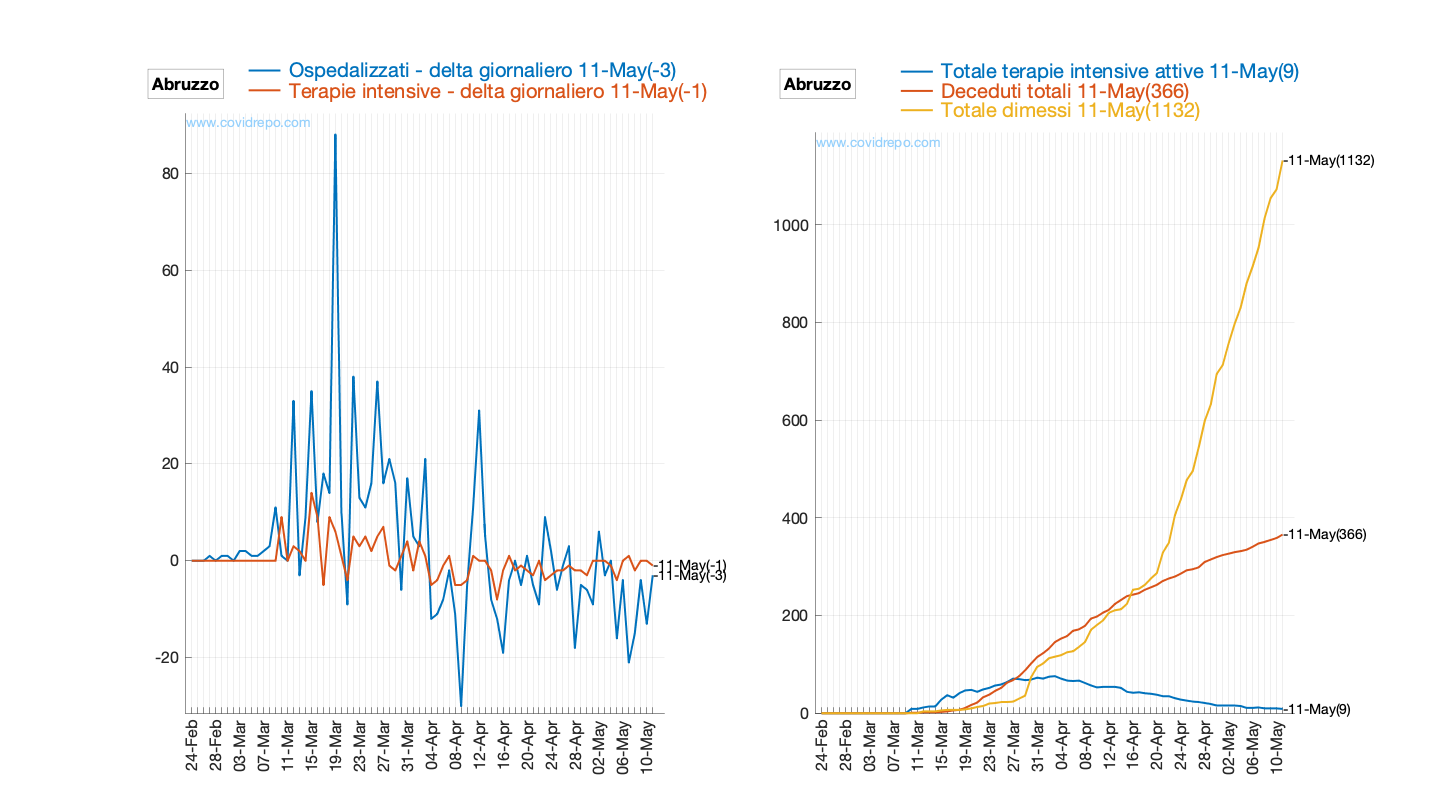 Abruzzo
Ospedalizzati - delta giornaliero 11-May(-3)
Terapie intensive - delta giornaliero 11-May(-1)
www.covidrepo.com
80
60
40
20
0
-20
-11-May(-1)
-11-May(-3)
24-Feb
28-Feb
03-Mar
07-Mar
11-Mar
15-Mar
19-Mar
23-Mar
27-Mar
31-Mar
04-Apr
08-Apr
12-Apr
16-Apr
20-Apr
24-Apr
28-Apr
02-May
06-May
10-May
Abruzzo
Totale terapie intensive attive 11-May(9)
Deceduti totali 11-May(366)
Totale dimessi 11-May(1132)
www.covidrepo.com
1000
800
600
400
200
0
-11-May(1132)
-11-May(366)
-11-May(9)
24-Feb
28-Feb
03-Mar
07-Mar
11-Mar
15-Mar
19-Mar
23-Mar
27-Mar
31-Mar
04-Apr
08-Apr
12-Apr
16-Apr
20-Apr
24-Apr
28-Apr
02-May
06-May
10-May